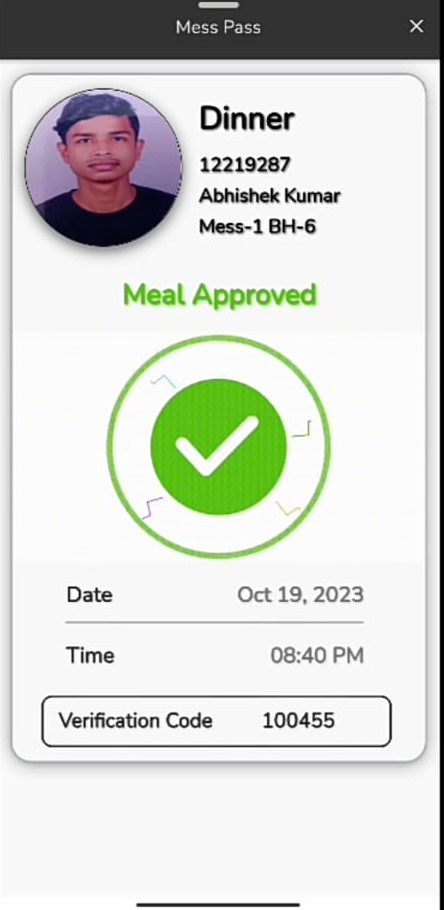 Mess Pass
Dinner
12219287
Abhishek Kumar
Mess-1 BH-6
Meal Approved
Date Oct 19, 2023
Time 08:40 PM
Verification Code 100455